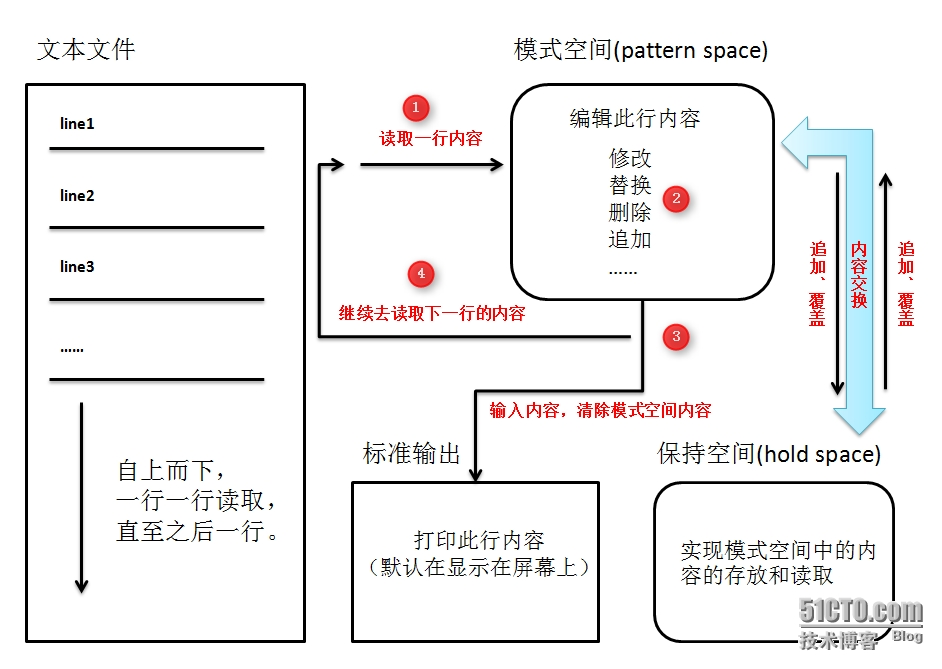 文本文件
line1
line2
line3
......
自上而下，
一行一行读取，
直至之后一行。
1
读取一行内容
4
继续去读取下一行的内容
模式空间(pattern space)
编辑此行内容
修改
替换
删除
追加
......
2
3
输入内容，清除模式空间内容
标准输出
打印此行内容
（默认在显示在屏幕上）
追加、覆盖
内容交换
追加、覆盖
保持空间(hold space)
实现模式空间中的内
容的存放和读取
51CTO.com
技术博客 Blog